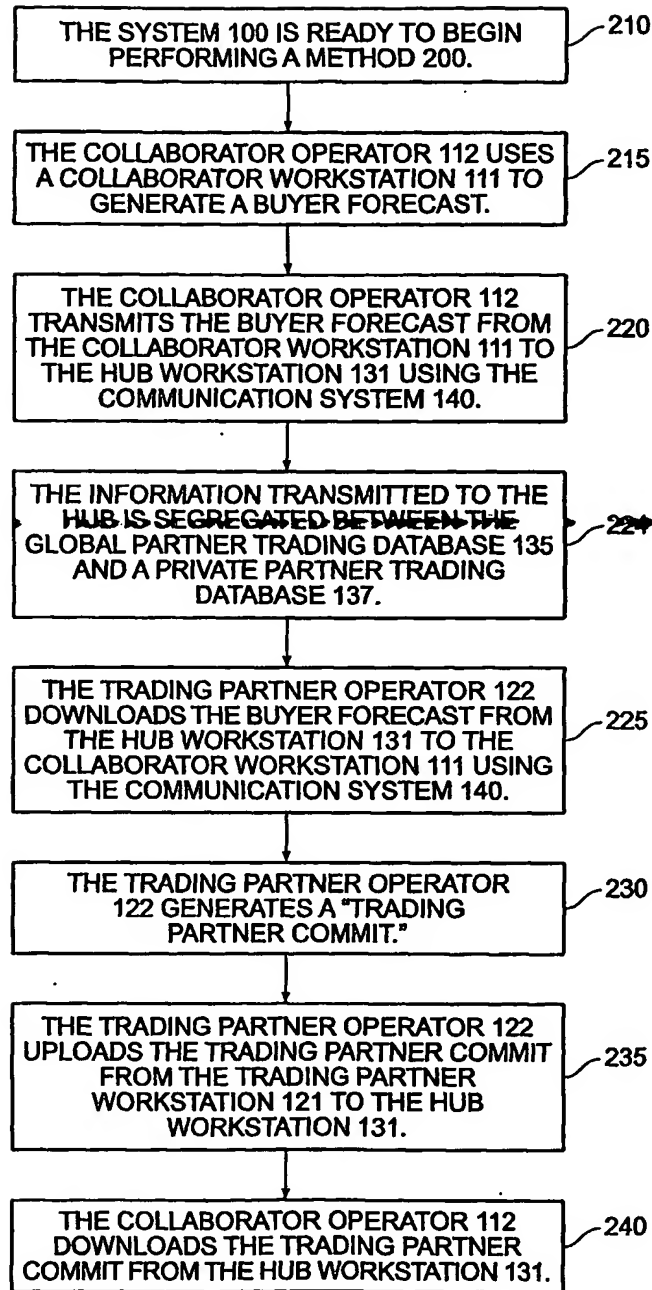 THE SYSTEM 100 IS READY TO BEGIN
PERFORMING A METHOD 200.
210
THE COLLABORATOR OPERATOR 112 USES
A COLLABORATOR WORKSTATION 111 TO
GENERATE A BUYER FORECAST.
215
THE COLLABORATOR OPERATOR 112
TRANSMITS THE BUYER FORECAST FROM
THE COLLABORATOR WORKSTATION 111 TO
THE HUB WORKSTATION 131 USING THE
COMMUNICATION SYSTEM 140.
220
THE INFORMATION TRANSMITTED TO THE
HUB IS SEGREGATED BETWEEN THE
GLOBAL PARTNER TRADING DATABASE 135
AND A PRIVATE PARTNER TRADING
DATABASE 137.
224
THE TRADING PARTNER OPERATOR 122
DOWNLOADS THE BUYER FORECAST FROM
THE HUB WORKSTATION 131 TO THE
COLLABORATOR WORKSTATION 111 USING
THE COMMUNICATION SYSTEM 140.
225
THE TRADING PARTNER OPERATOR
122 GENERATES A "TRADING
PARTNER COMMIT."
230
THE TRADING PARTNER OPERATOR 122
UPLOADS THE TRADING PARTNER COMMIT
FROM THE TRADING PARTNER
WORKSTATION 121 TO THE HUB
WORKSTATION 131.
235
THE COLLABORATOR OPERATOR 112
DOWNLOADS THE TRADING PARTNER
COMMIT FROM THE HUB WORKSTATION 131.
240